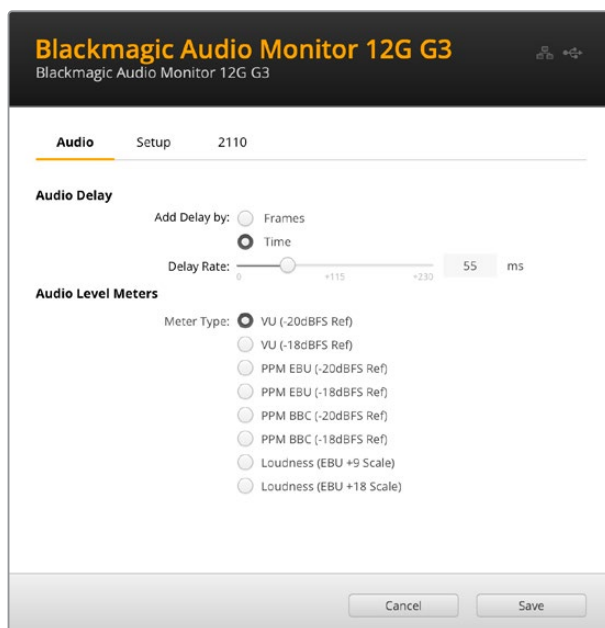 Blackmagic Audio Monitor 12G G3
Blackmagic Audio Monitor 12G G3
Audio Setup 2110
Audio Delay
Add Delay by: Frames
Time
Delay Rate: 55 ms
0 +115 +230
Audio Level Meters
Meter Type: VU (-20dBFS Ref)
VU (-18dBFS Ref)
PPM EBU (-20dBFS Ref)
PPM EBU (-18dBFS Ref)
PPM BBC (-20dBFS Ref)
PPM BBC (-18dBFS Ref)
Loudness (EBU +9 Scale)
Loudness (EBU +18 Scale)
Cancel Save